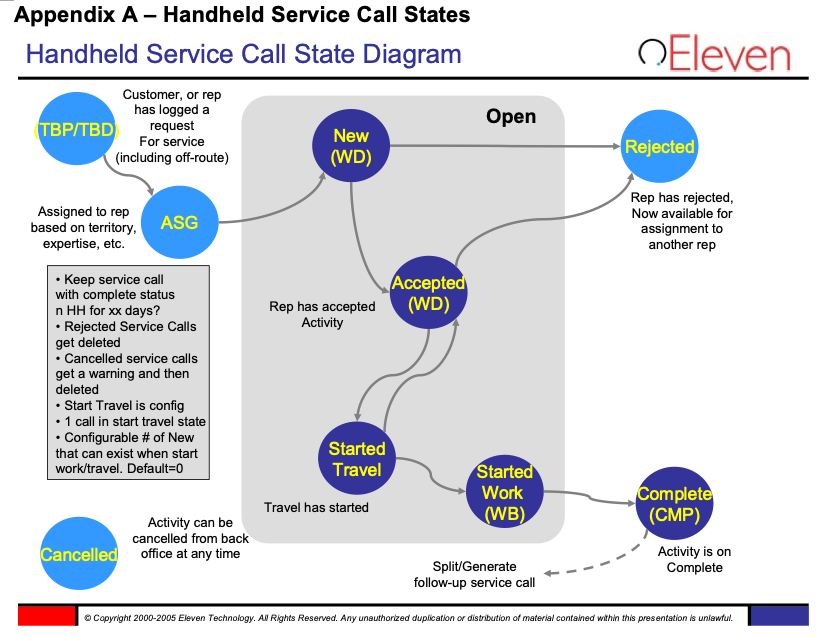 Appendix A – Handheld Service Call States
Handheld Service Call State Diagram
Eleven
(TBP/TBD)
Customer, or rep
has logged a
request
For service
(including off-route)
Open
New
(WD)
Rejected
Rep has rejected,
Now available for
assignment to
another rep
Assigned to rep
based on territory,
expertise, etc.
ASG
• Keep service call
with complete status
n HH for xx days?
• Rejected Service Calls
get deleted
• Cancelled service calls
get a warning and then
deleted
• Start Travel is config
• 1 call in start travel state
• Configurable # of New
that can exist when start
work/travel. Default=0
Accepted
(WD)
Rep has accepted
Activity
Started
Travel
Travel has started
Started
Work
(WB)
Complete
(CMP)
Activity is on
Complete
Cancelled
Activity can be
cancelled from back
office at any time
Split/Generate
follow-up service call
© Copyright 2000-2005 Eleven Technology. All Rights Reserved. Any unauthorized duplication or distribution of material contained within this presentation is unlawful.